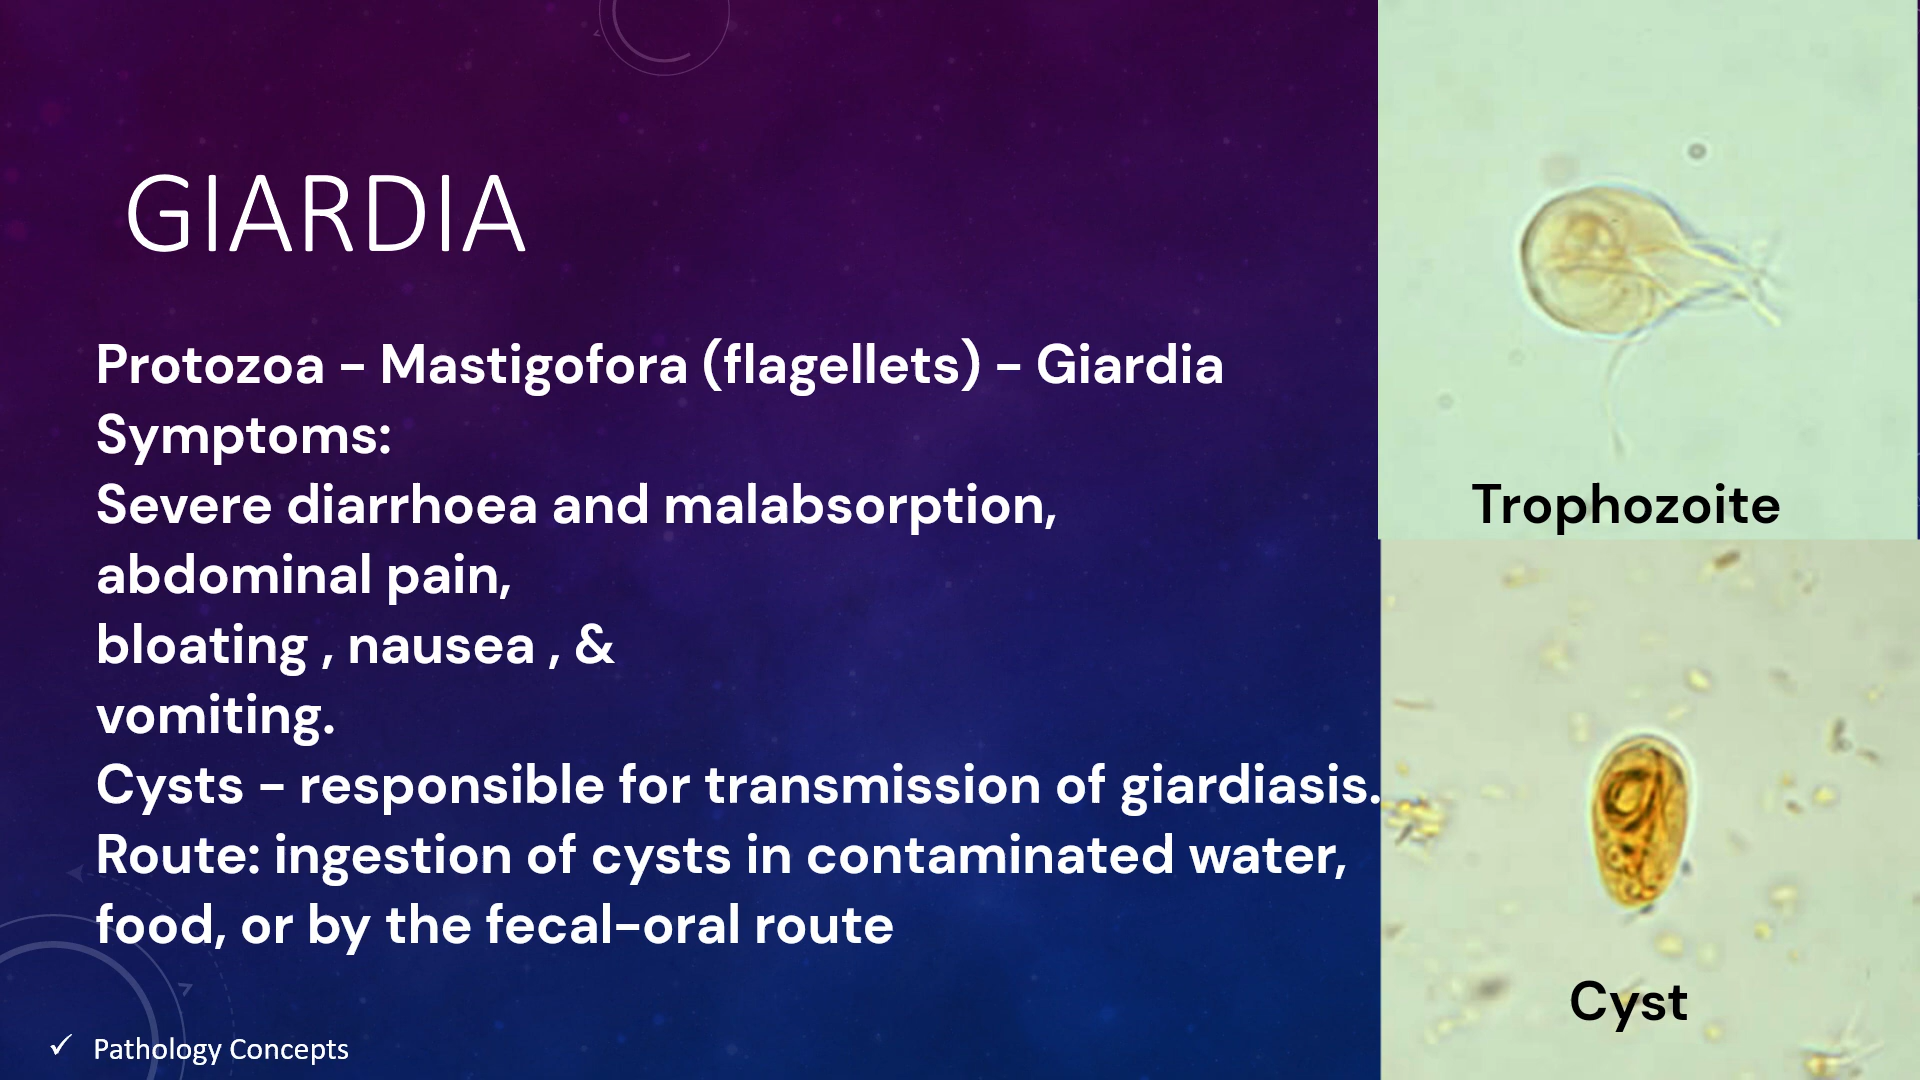 GIARDIA
Protozoa – Mastigofora (flagellets) – Giardia
Symptoms:
Severe diarrhoea and malabsorption,
abdominal pain,
bloating , nausea , &
vomiting.
Cysts – responsible for transmission of giardiasis.
Route: ingestion of cysts in contaminated water,
food, or by the fecal-oral route
✓ Pathology Concepts
Trophozoite
Cyst